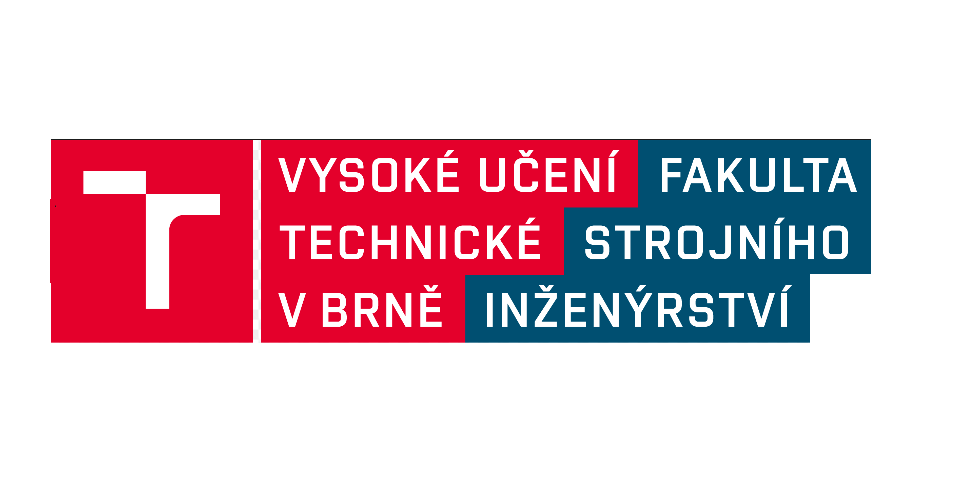 VYSOKÉ UČENÍ FAKULTA
TECHNICKÉ STROJNÍHO
V BRNĚ INŽENÝRSTVÍ